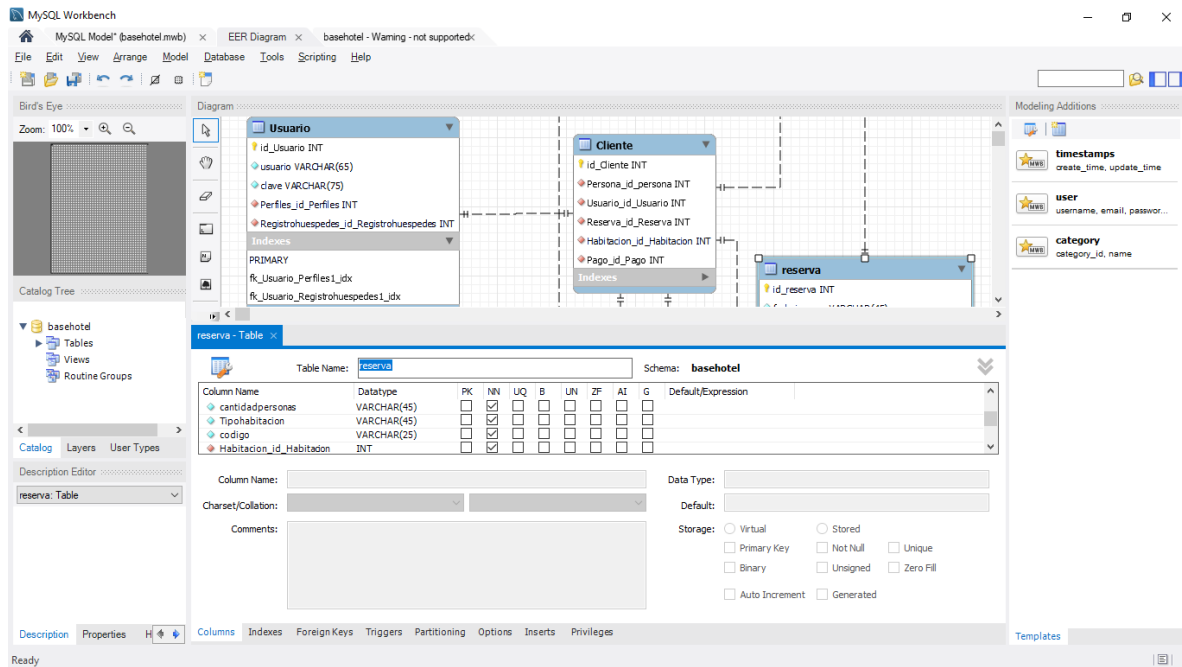 MySQL Workbench
MySQL Model* (basehotel.mwb) ×
EER Diagram ×
basehotel - Warning - not supported×
File Edit View Arrange Model Database Tools Scripting Help
Bird's Eye
Zoom: 100%
Catalog Tree
basehotel
Tables
Views
Routine Groups
Catalog Layers User Types
Description Editor
reserva: Table
Description Properties H
Diagram
Usuario
id_Usuario INT
usuario VARCHAR(65)
clave VARCHAR(75)
Perfiles_id_Perfiles INT
Registrohuespedes_id_Registrohuespedes INT
Indexes
PRIMARY
fk_Usuario_Perfiles1_idx
fk_Usuario_Registrohuespedes1_idx
Cliente
id_Cliente INT
Persona_id_persona INT
Usuario_id_Usuario INT
Reserva_id_Reserva INT
Habitacion_id_Habitacion INT
Pago_id_Pago INT
Indexes
reserva
id_reserva INT
reserva - Table ×
Table Name: reserva
Schema: basehotel
Column Name Datatype PK NN UQ B UN ZF AI G Default/Expression
cantidadpersonas VARCHAR(45)
Tipohabitacion VARCHAR(45)
codigo VARCHAR(25)
Habitacion_id_Habitacion INT
Column Name:
Data Type:
Charset/Collation:
Default:
Comments:
Storage: Virtual Stored
Primary Key Not Null Unique
Binary Unsigned Zero Fill
Auto Increment Generated
Columns Indexes Foreign Keys Triggers Partitioning Options Inserts Privileges
Modeling Additions
MWB
timestamps
create_time, update_time
MWB
user
username, email, passwor...
MWB
category
category_id, name
Templates
Ready